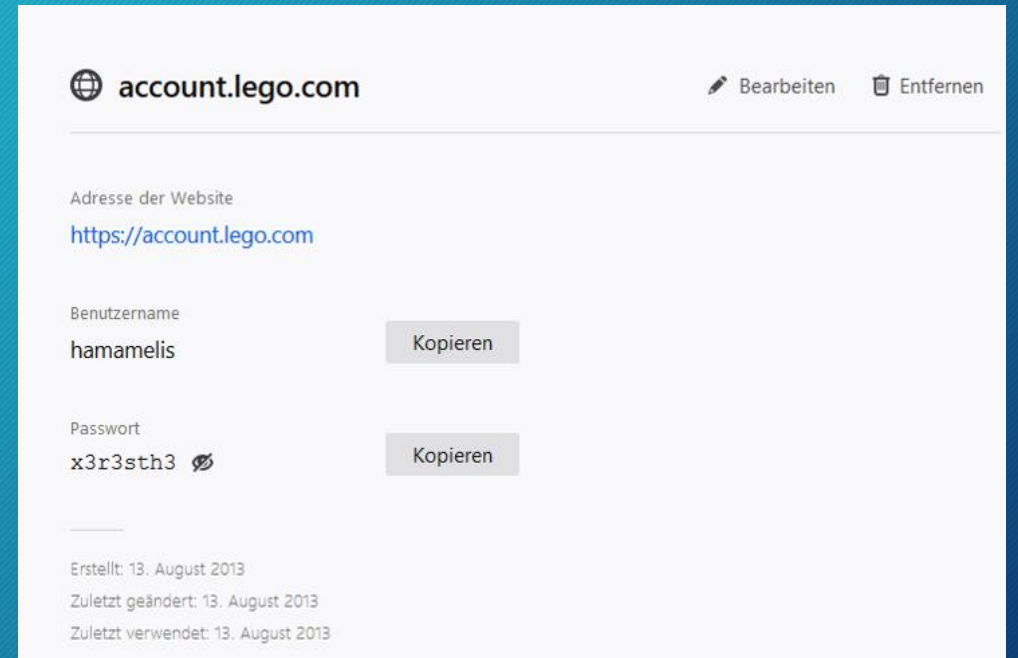 account.lego.com Bearbeiten Entfernen
Adresse der Website
https://account.lego.com
Benutzername
hamamelis Kopieren
Passwort
x3r3sth3 Kopieren
Erstellt: 13. August 2013
Zuletzt geändert: 13. August 2013
Zuletzt verwendet: 13. August 2013